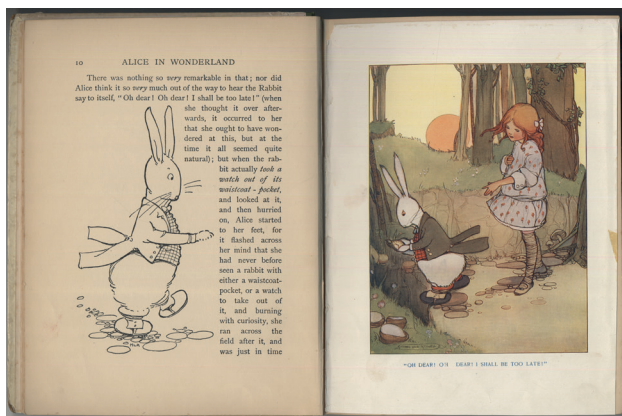 10 ALICE IN WONDERLAND
There was nothing so very remarkable in that; nor did
Alice think it so very much out of the way to hear the Rabbit
say to itself, "Oh dear! Oh dear! I shall be too late!" (when
she thought it over after-
wards, it occurred to her
that she ought to have won-
dered at this, but at the
time it all seemed quite
natural); but when the rab-
bit actually took a
watch out of its
waistcoat-pocket,
and looked at it,
and then hurried
on, Alice started
to her feet, for
it flashed across
her mind that she
had never before
seen a rabbit with
either a waistcoat-
pocket, or a watch
to take out of
it, and burning
with curiosity, she
ran across the
field after it, and
was just in time
"OH DEAR! OH DEAR! I SHALL BE TOO LATE!"